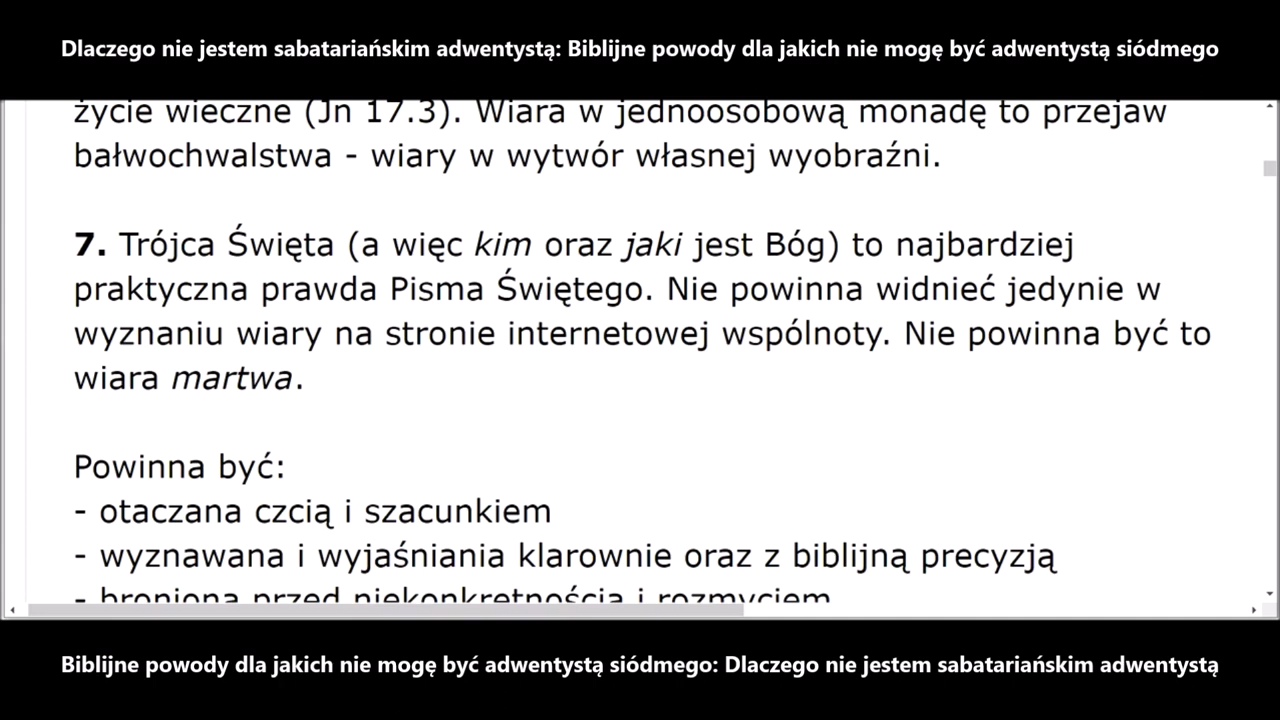 Dlaczego nie jestem sabatariańskim adwentystą: Biblijne powody dla jakich nie mogę być adwentystą siódmego
życie wieczne (Jn 17.3). Wiara w jednoosobową monadę to przejaw
bałwochwalstwa - wiary w wytwór własnej wyobraźni.
7. Trójca Święta (a więc kim oraz jaki jest Bóg) to najbardziej
praktyczna prawda Pisma Świętego. Nie powinna widnieć jedynie w
wyznaniu wiary na stronie internetowej wspólnoty. Nie powinna być to
wiara martwa.
Powinna być:
- otaczana czcią i szacunkiem
- wyznawana i wyjaśniania klarownie oraz z biblijną precyzją
- broniona przed niekonkretnością i rozmyciem
Biblijne powody dla jakich nie mogę być adwentystą siódmego: Dlaczego nie jestem sabatariańskim adwentystą